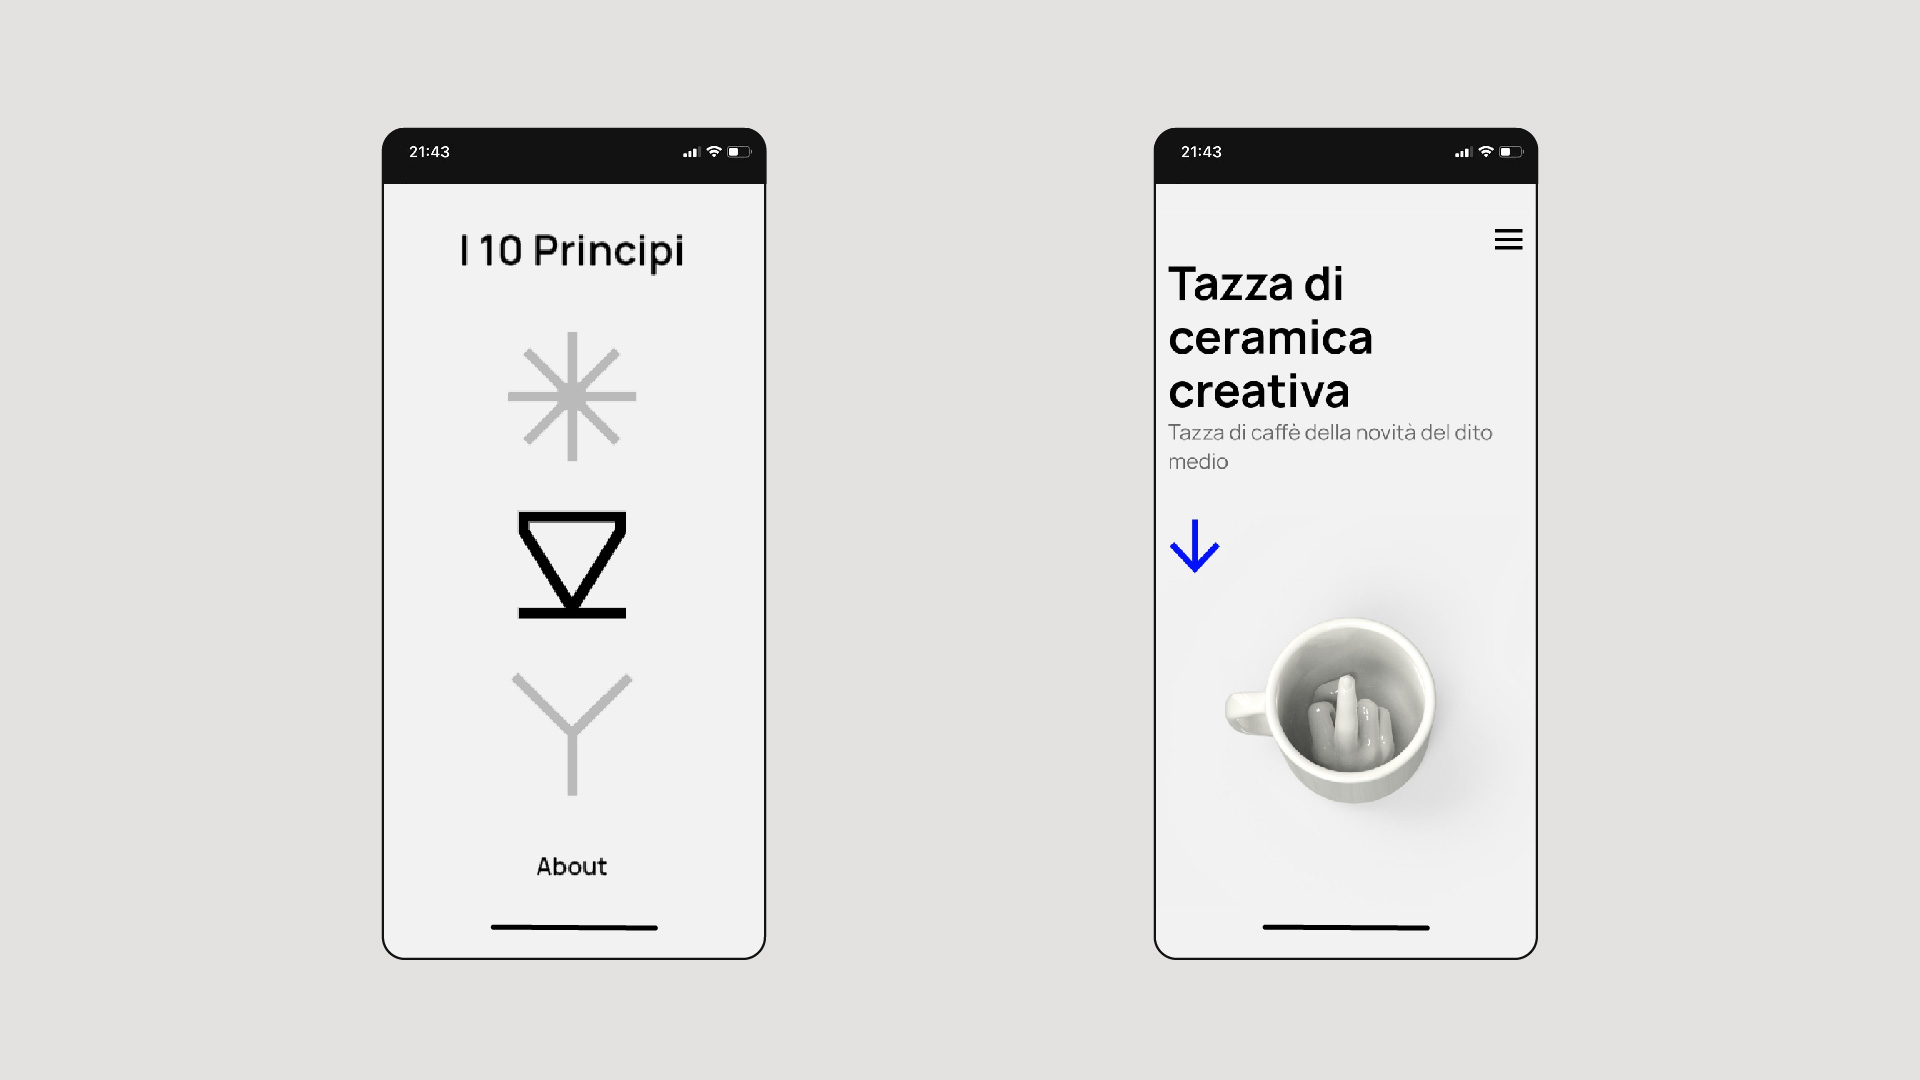 21:43
I 10 Principi
About
21:43
Tazza di
ceramica
creativa
Tazza di caffè della novità del dito
medio